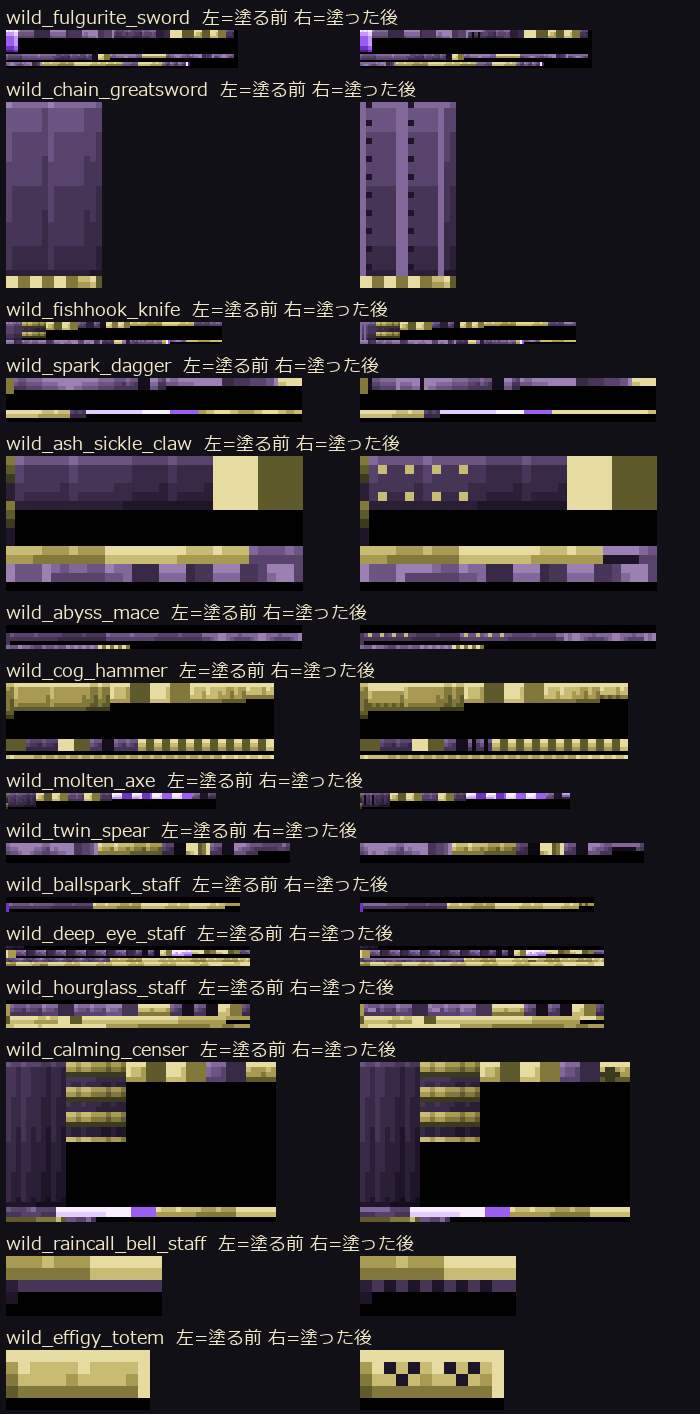 wild_fulgurite_sword 左=塗る前 右=塗った後
wild_chain_greatsword 左=塗る前 右=塗った後
wild_fishhook_knife 左=塗る前 右=塗った後
wild_spark_dagger 左=塗る前 右=塗った後
wild_ash_sickle_claw 左=塗る前 右=塗った後
wild_abyss_mace 左=塗る前 右=塗った後
wild_cog_hammer 左=塗る前 右=塗った後
wild_molten_axe 左=塗る前 右=塗った後
wild_twin_spear 左=塗る前 右=塗った後
wild_ballspark_staff 左=塗る前 右=塗った後
wild_deep_eye_staff 左=塗る前 右=塗った後
wild_hourglass_staff 左=塗る前 右=塗った後
wild_calming_censer 左=塗る前 右=塗った後
wild_raincall_bell_staff 左=塗る前 右=塗った後
wild_effigy_totem 左=塗る前 右=塗った後